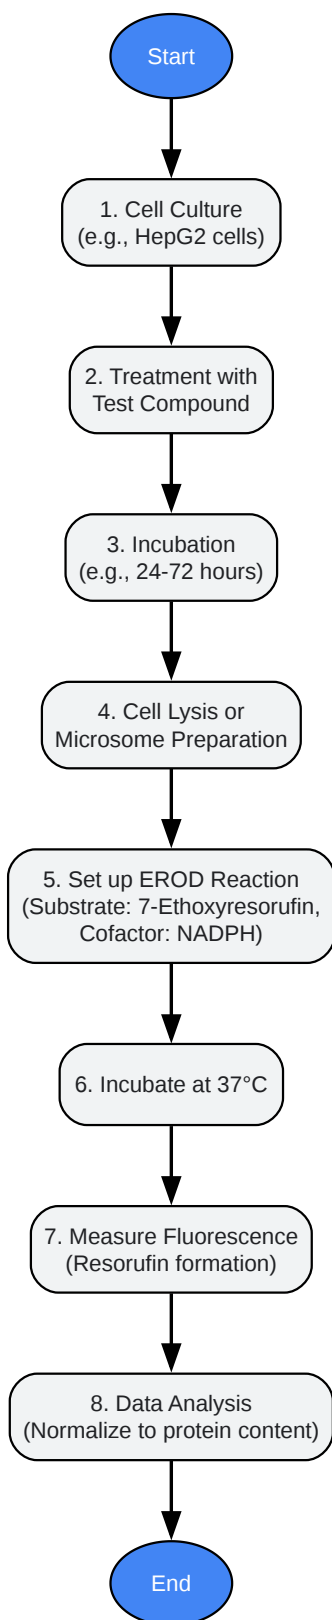 Start
1. Cell Culture
(e.g., HepG2 cells)
2. Treatment with
Test Compound
3. Incubation
(e.g., 24-72 hours)
4. Cell Lysis or
Microsome Preparation
5. Set up EROD Reaction
(Substrate: 7-Ethoxyresorufin,
Cofactor: NADPH)
6. Incubate at 37°C
7. Measure Fluorescence
(Resorufin formation)
8. Data Analysis
(Normalize to protein content)
End